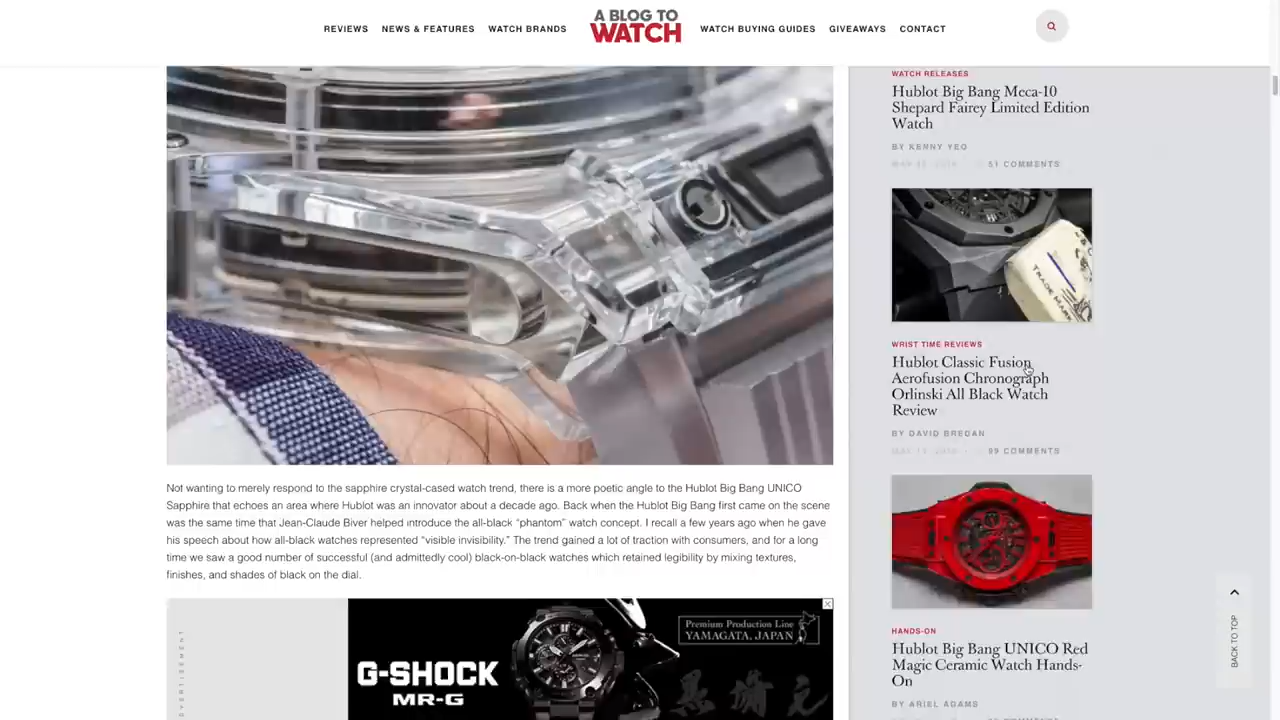 REVIEWS
NEWS & FEATURES
WATCH BRANDS
A BLOG TO
WATCH
WATCH BUYING GUIDES
GIVEAWAYS
CONTACT
Not wanting to merely respond to the sapphire crystal-cased watch trend, there is a more poetic angle to the Hublot Big Bang UNICO
Sapphire that echoes an area where Hublot was an innovator about a decade ago. Back when the Hublot Big Bang first came on the scene
was the same time that Jean-Claude Biver helped introduce the all-black “phantom” watch concept. I recall a few years ago when he gave
his speech about how all-black watches represented “visible invisibility.” The trend gained a lot of traction with consumers, and for a long
time we saw a good number of successful (and admittedly cool) black-on-black watches which retained legibility by mixing textures,
finishes, and shades of black on the dial.
G-SHOCK
MR-G
Premium Production Line
YAMAGATA, JAPAN
WATCH RELEASES
Hublot Big Bang Meca-10
Shepard Fairey Limited Edition
Watch
BY KENNY YEO
51 COMMENTS
TRADE MARK
WRIST TIME REVIEWS
Hublot Classic Fusion
Aerofusion Chronograph
Orlinski All Black Watch
Review
BY DAVID BREDAN
99 COMMENTS
HANDS-ON
Hublot Big Bang UNICO Red
Magic Ceramic Watch Hands-
On
BY ARIEL ADAMS
BACK TO TOP